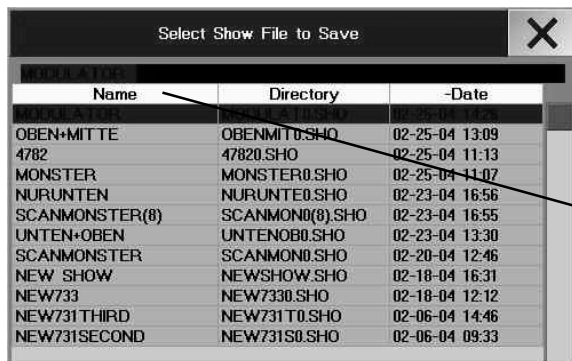 Select Show File to Save
MODULATOR
Name Directory -Date
MODULATOR MODULAT0.SHO 02-25-04 14:26
OBEN+MITTE OBENMIT0.SHO 02-25-04 13:09
4782 47820.SHO 02-25-04 11:13
MONSTER MONSTER0.SHO 02-25-04 11:07
NURUNTEN NURUNTE0.SHO 02-23-04 16:56
SCANMONSTER(8) SCANMON0(8).SHO 02-23-04 16:55
UNTEN+OBEN UNTENOB0.SHO 02-23-04 13:30
SCANMONSTER SCANMON0.SHO 02-20-04 12:46
NEW SHOW NEWSHOW.SHO 02-18-04 16:31
NEW733 NEW7330.SHO 02-18-04 12:12
NEW731THIRD NEW731T0.SHO 02-06-04 14:46
NEW731SECOND NEW731S0.SHO 02-06-04 09:33